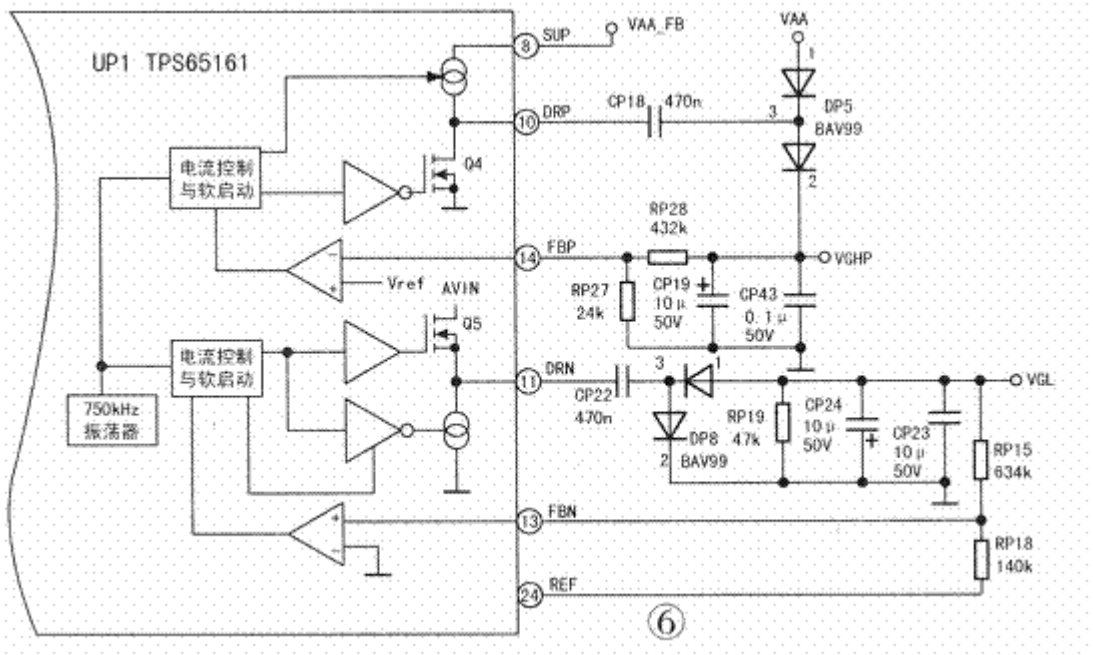 UP1 TPS65161
8 SUP
VAA_FB
VAA
1
DP5
BAV99
3
2
10 DRP
CP18 470n
电流控制
与软启动
Q4
14 FBP
RP28
432k
VGHP
Vref
RP27
24k
CP19 +
10μ
50V
CP43
0.1μ
50V
AVIN
Q5
电流控制
与软启动
750kHz
振荡器
11 DRN
CP22
470n
3
1
DP8
2 BAV99
RP19
47k
CP24
10μ
50V
+
CP23
10μ
50V
VGL
RP15
634k
13 FBN
RP18
140k
24 REF
−
+
+
−
⑥